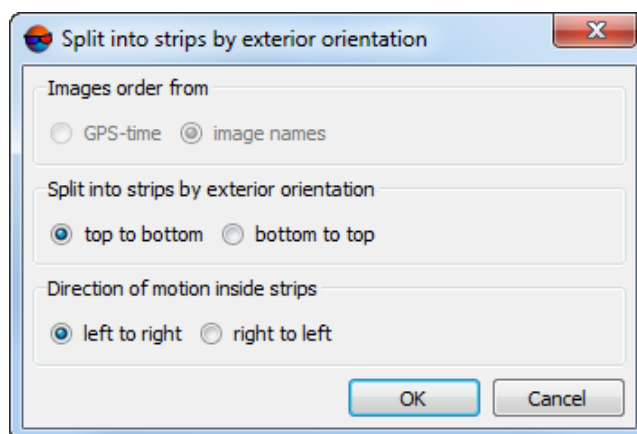 Split into strips by exterior orientation
Images order from
GPS-time image names
Split into strips by exterior orientation
top to bottom bottom to top
Direction of motion inside strips
left to right right to left
OK Cancel